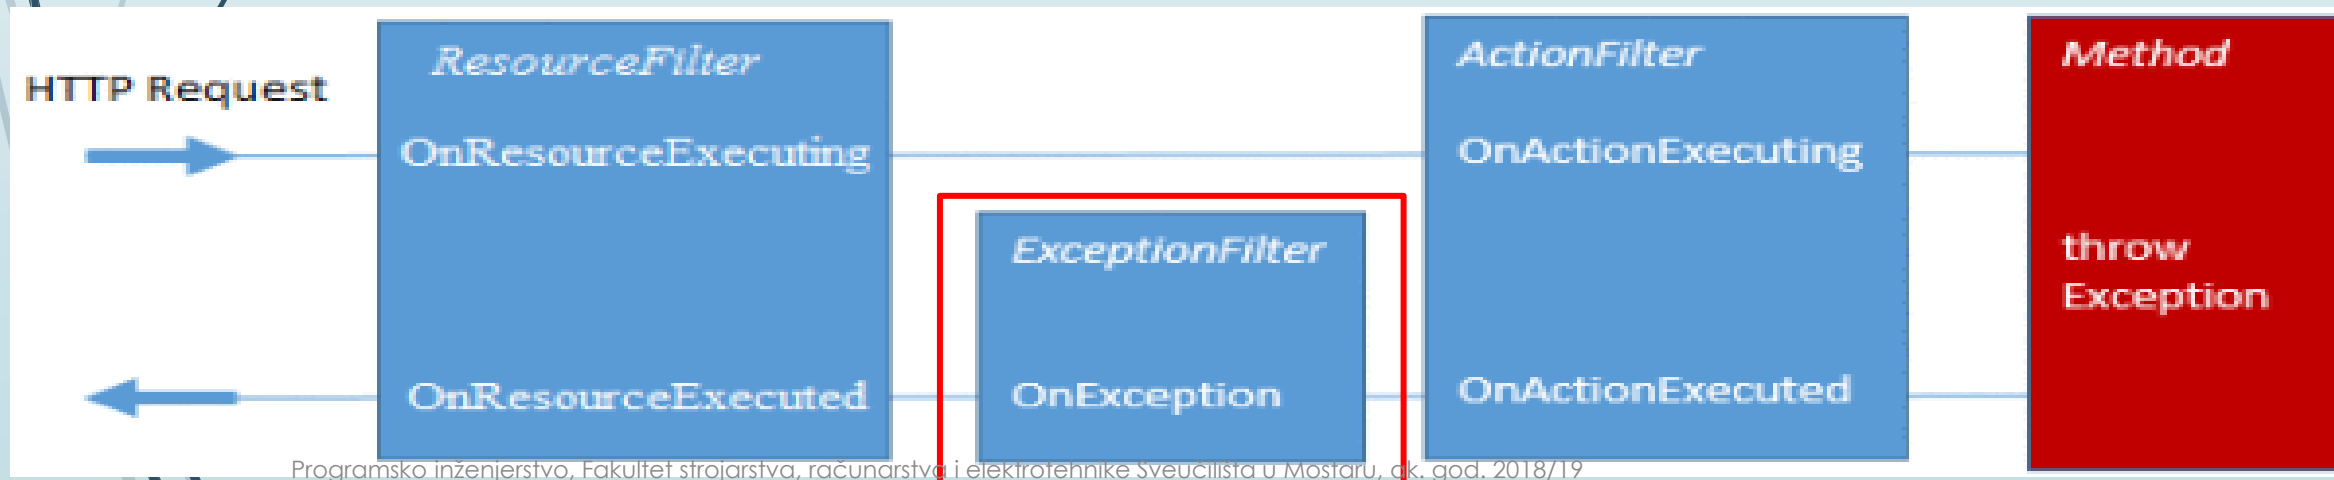 HTTP Request
ResourceFilter
OnResourceExecuting
OnResourceExecuted
ExceptionFilter
OnException
ActionFilter
OnActionExecuting
OnActionExecuted
Method
throw
Exception
Programsko inženjerstvo, Fakultet strojarstva, računarstva i elektrotehnike Sveučilišta u Mostaru, ak. god. 2018/19